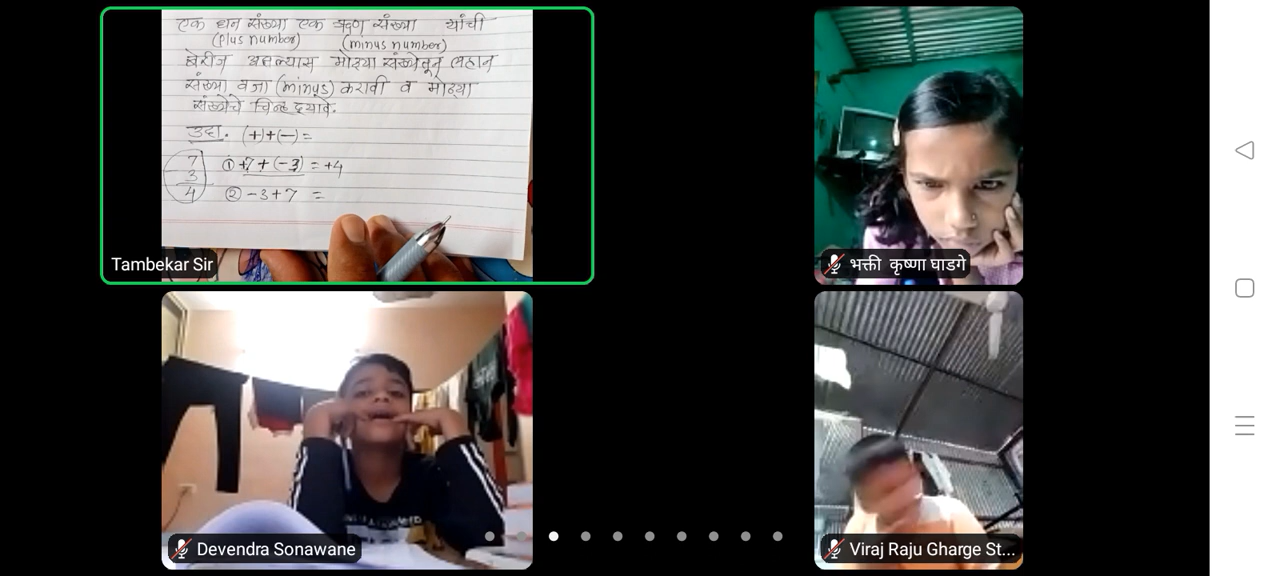 एक धन संख्या एक ऋण संख्या यांची
(plus number) (minus number)
बेरीज असल्यास मोठ्या संख्येतून लहान
संख्या वजा (minus) करावी व मोठ्या
संख्येचे चिन्ह द्यावे.
उदा. (+)+(-) =
7
3
4
① +7 + (-3) = +4
② -3 + 7 =
Tambekar Sir
भक्ती कृष्णा घाडगे
Devendra Sonawane
Viraj Raju Gharge St...